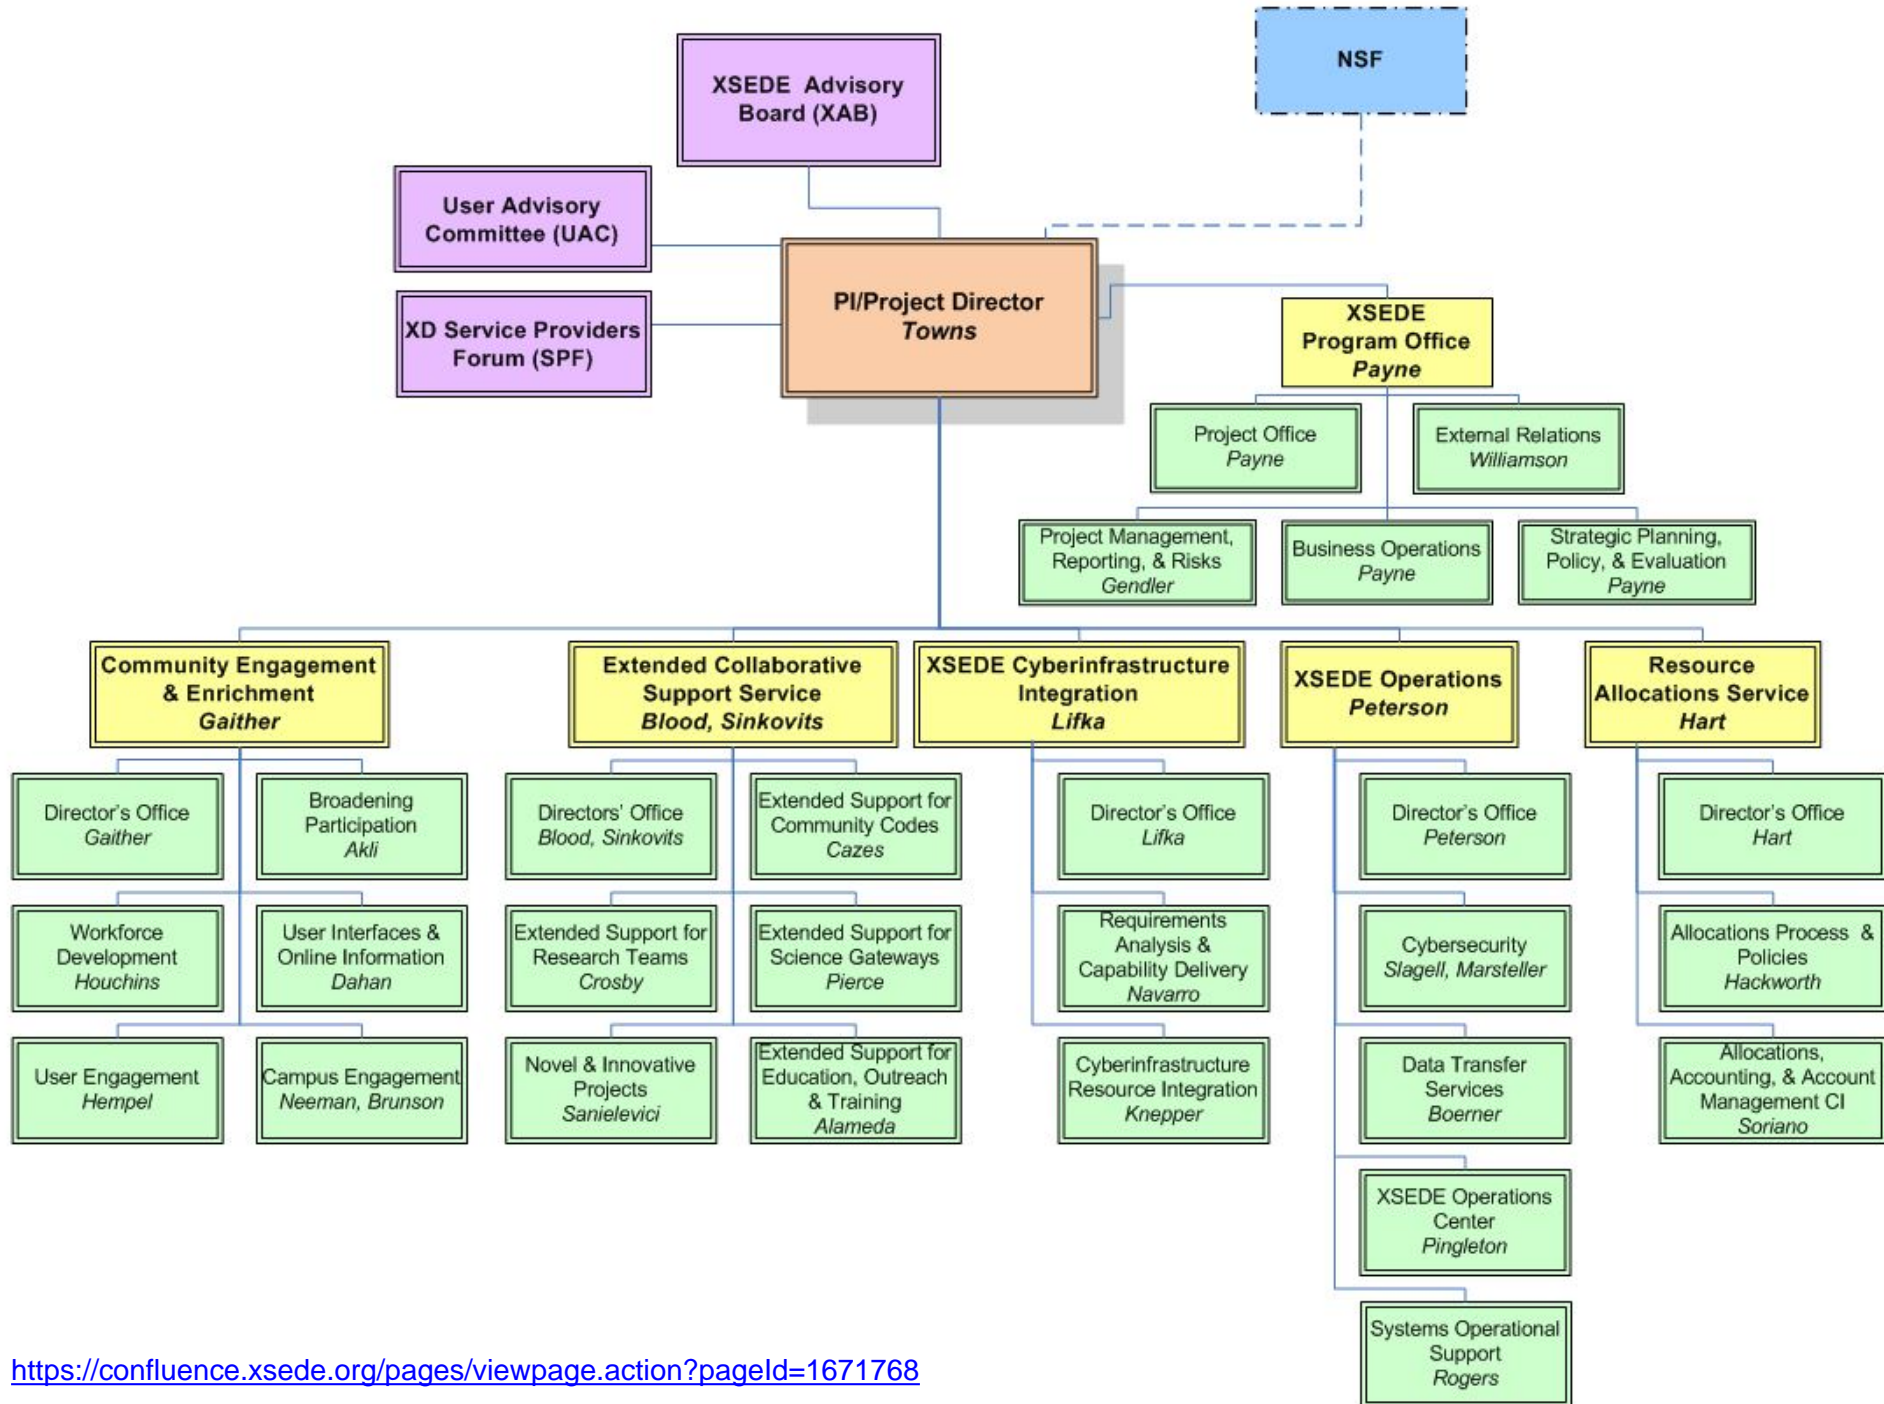 XSEDE Advisory
Board (XAB)
NSF
User Advisory
Committee (UAC)
XD Service Providers
Forum (SPF)
PI/Project Director
Towns
XSEDE
Program Office
Payne
Project Office
Payne
External Relations
Williamson
Project Management,
Reporting, & Risks
Gendler
Business Operations
Payne
Strategic Planning,
Policy, & Evaluation
Payne
Community Engagement
& Enrichment
Gaither
Extended Collaborative
Support Service
Blood, Sinkovits
XSEDE Cyberinfrastructure
Integration
Lifka
XSEDE Operations
Peterson
Resource
Allocations Service
Hart
Director's Office
Gaither
Broadening
Participation
Akli
Workforce
Development
Houchins
User Interfaces &
Online Information
Dahan
User Engagement
Hempel
Campus Engagement
Neeman, Brunson
Directors' Office
Blood, Sinkovits
Extended Support for
Community Codes
Cazes
Extended Support for
Research Teams
Crosby
Extended Support for
Science Gateways
Pierce
Novel & Innovative
Projects
Sanielevici
Extended Support for
Education, Outreach
& Training
Alameda
Director's Office
Lifka
Requirements
Analysis &
Capability Delivery
Navarro
Cyberinfrastructure
Resource Integration
Knepper
Director's Office
Peterson
Cybersecurity
Slagell, Marsteller
Data Transfer
Services
Boerner
XSEDE Operations
Center
Pingleton
Systems Operational
Support
Rogers
Director's Office
Hart
Allocations Process &
Policies
Hackworth
Allocations,
Accounting, & Account
Management CI
Soriano
https://confluence.xsede.org/pages/viewpage.action?pageId=1671768